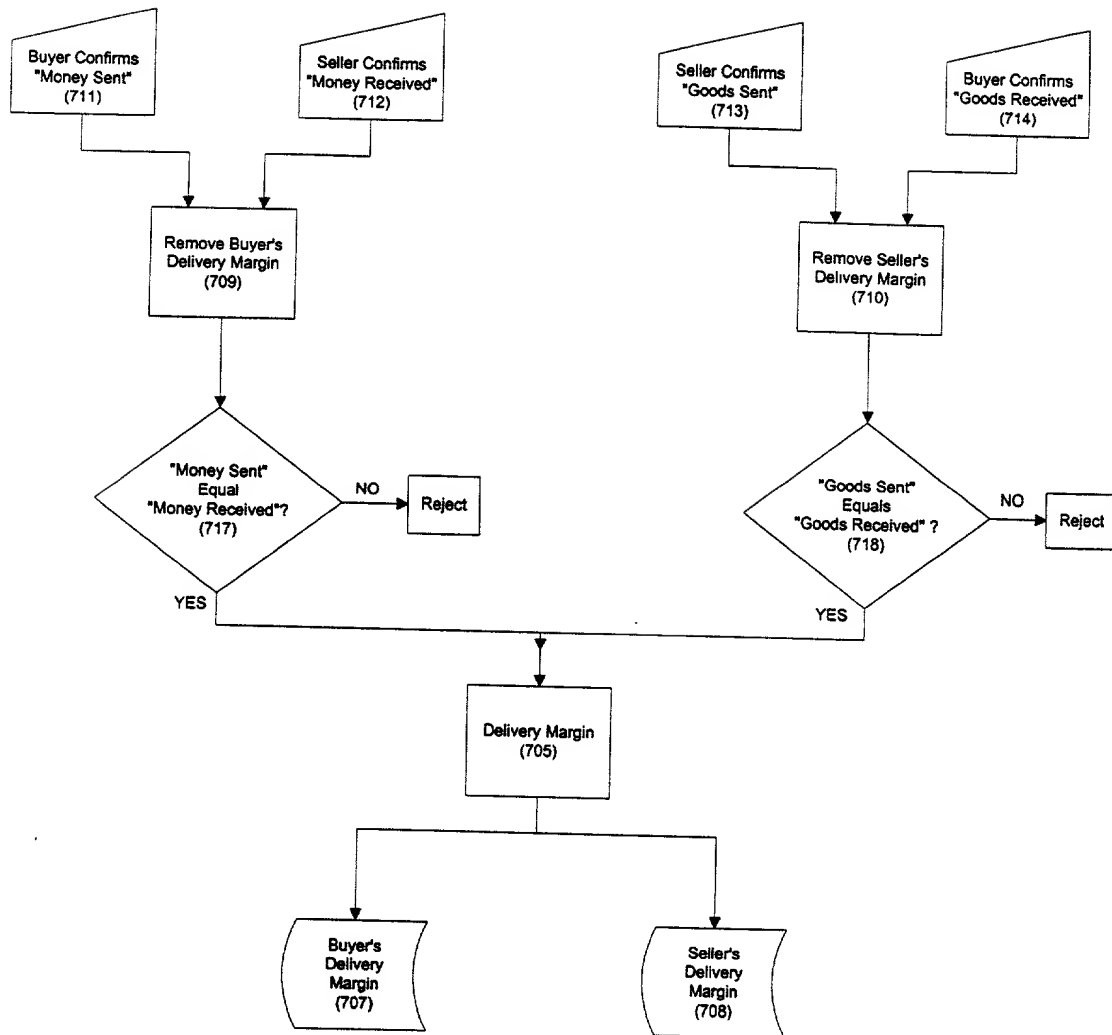 Buyer Confirms
"Money Sent"
(711)
Seller Confirms
"Money Received"
(712)
Seller Confirms
"Goods Sent"
(713)
Buyer Confirms
"Goods Received"
(714)
Remove Buyer's
Delivery Margin
(709)
Remove Seller's
Delivery Margin
(710)
"Money Sent"
Equal
"Money Received"?
(717)
NO
Reject
YES
"Goods Sent"
Equals
"Goods Received" ?
(718)
NO
Reject
YES
Delivery Margin
(705)
Buyer's
Delivery
Margin
(707)
Seller's
Delivery
Margin
(708)